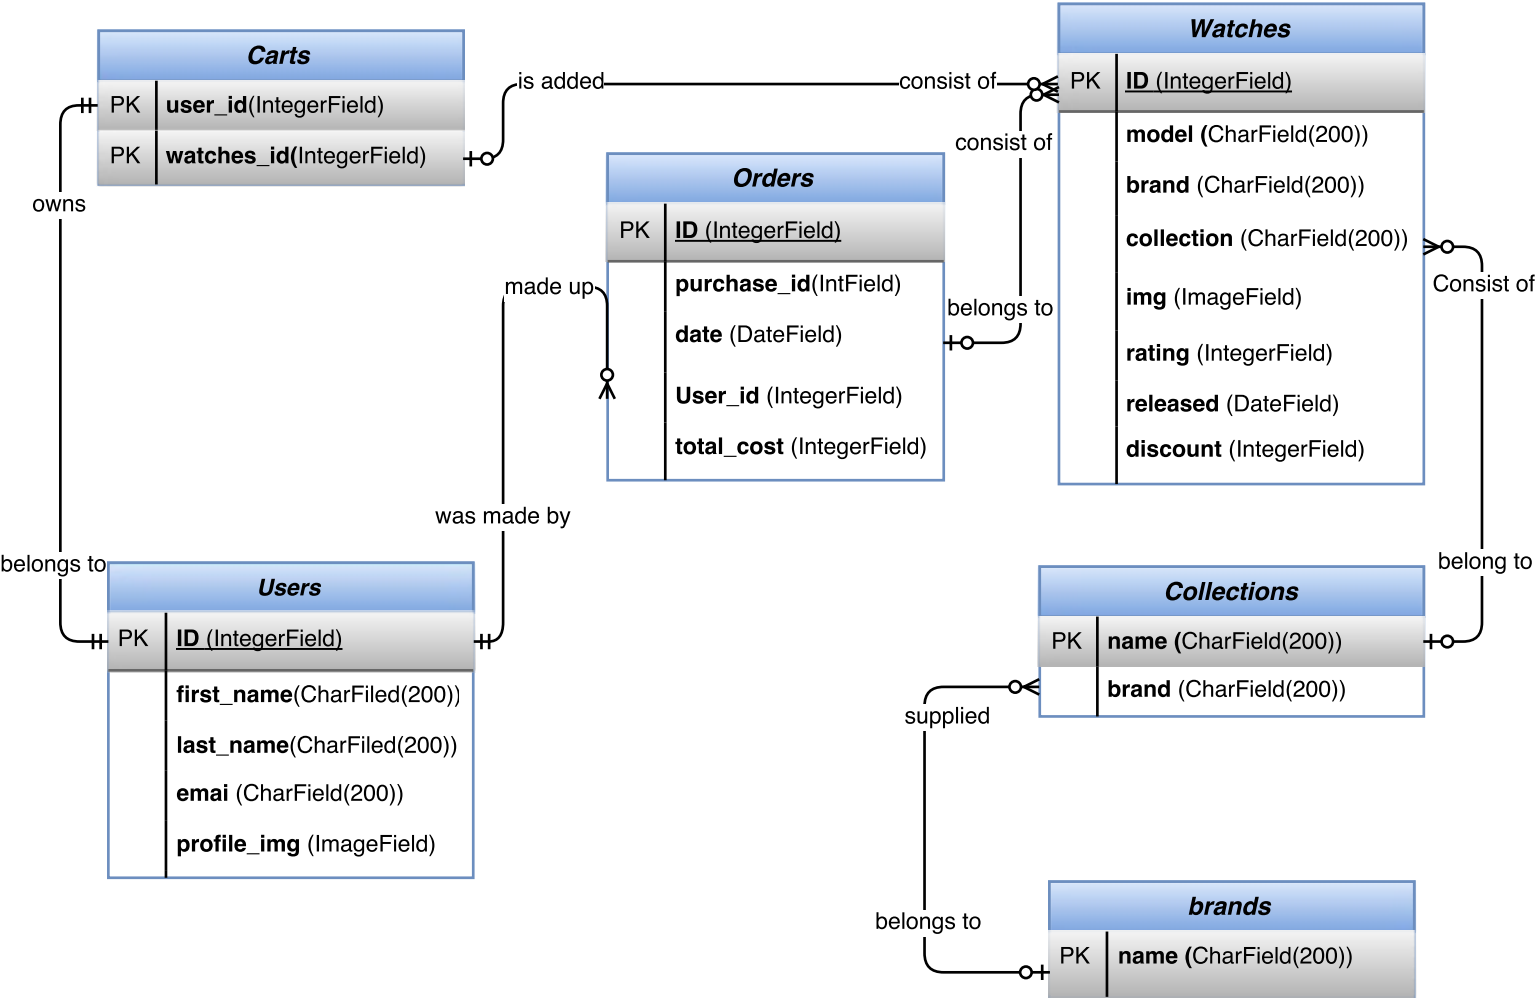 Carts
PK user_id(IntegerField)
PK watches_id(IntegerField)
is added
consist of
Watches
PK ID (IntegerField)
model (CharField(200))
brand (CharField(200))
collection (CharField(200))
img (ImageField)
rating (IntegerField)
released (DateField)
discount (IntegerField)
consist of
owns
Orders
PK ID (IntegerField)
purchase_id(IntField)
date (DateField)
User_id (IntegerField)
total_cost (IntegerField)
made up
belongs to
Consist of
was made by
belongs to
belong to
Users
PK ID (IntegerField)
first_name(CharFiled(200))
last_name(CharFiled(200))
emai (CharField(200))
profile_img (ImageField)
Collections
PK name (CharField(200))
brand (CharField(200))
supplied
belongs to
brands
PK name (CharField(200))